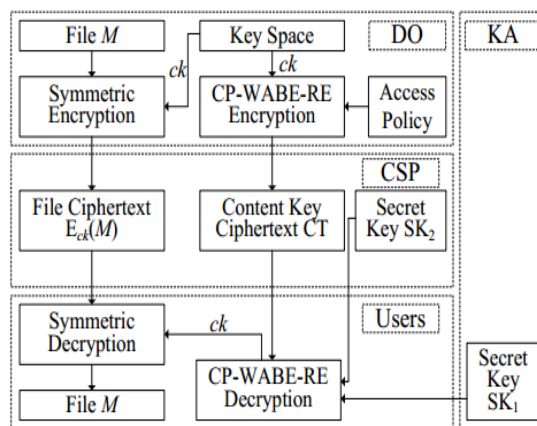 File M
Key Space
DO
KA
ck
ck
Symmetric
Encryption
CP-WABE-RE
Encryption
Access
Policy
CSP
File Ciphertext
Eck(M)
Content Key
Ciphertext CT
Secret
Key SK2
Users
Symmetric
Decryption
ck
CP-WABE-RE
Decryption
Secret
Key
SK1
File M